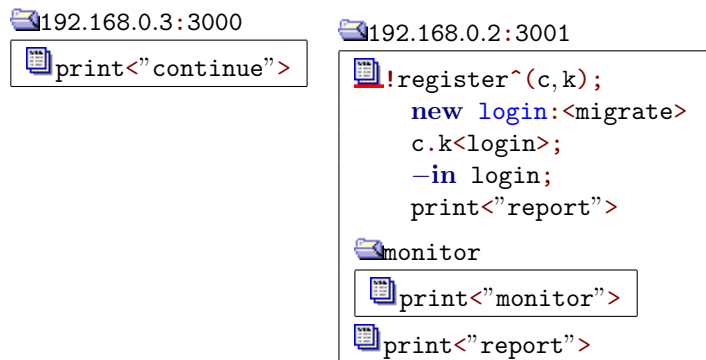 192.168.0.3:3000
print<"continue">
192.168.0.2:3001
!register^(c,k);
new login:<migrate>
c.k<login>;
−in login;
print<”report”>
monitor
print<”monitor”>
print<”report”>